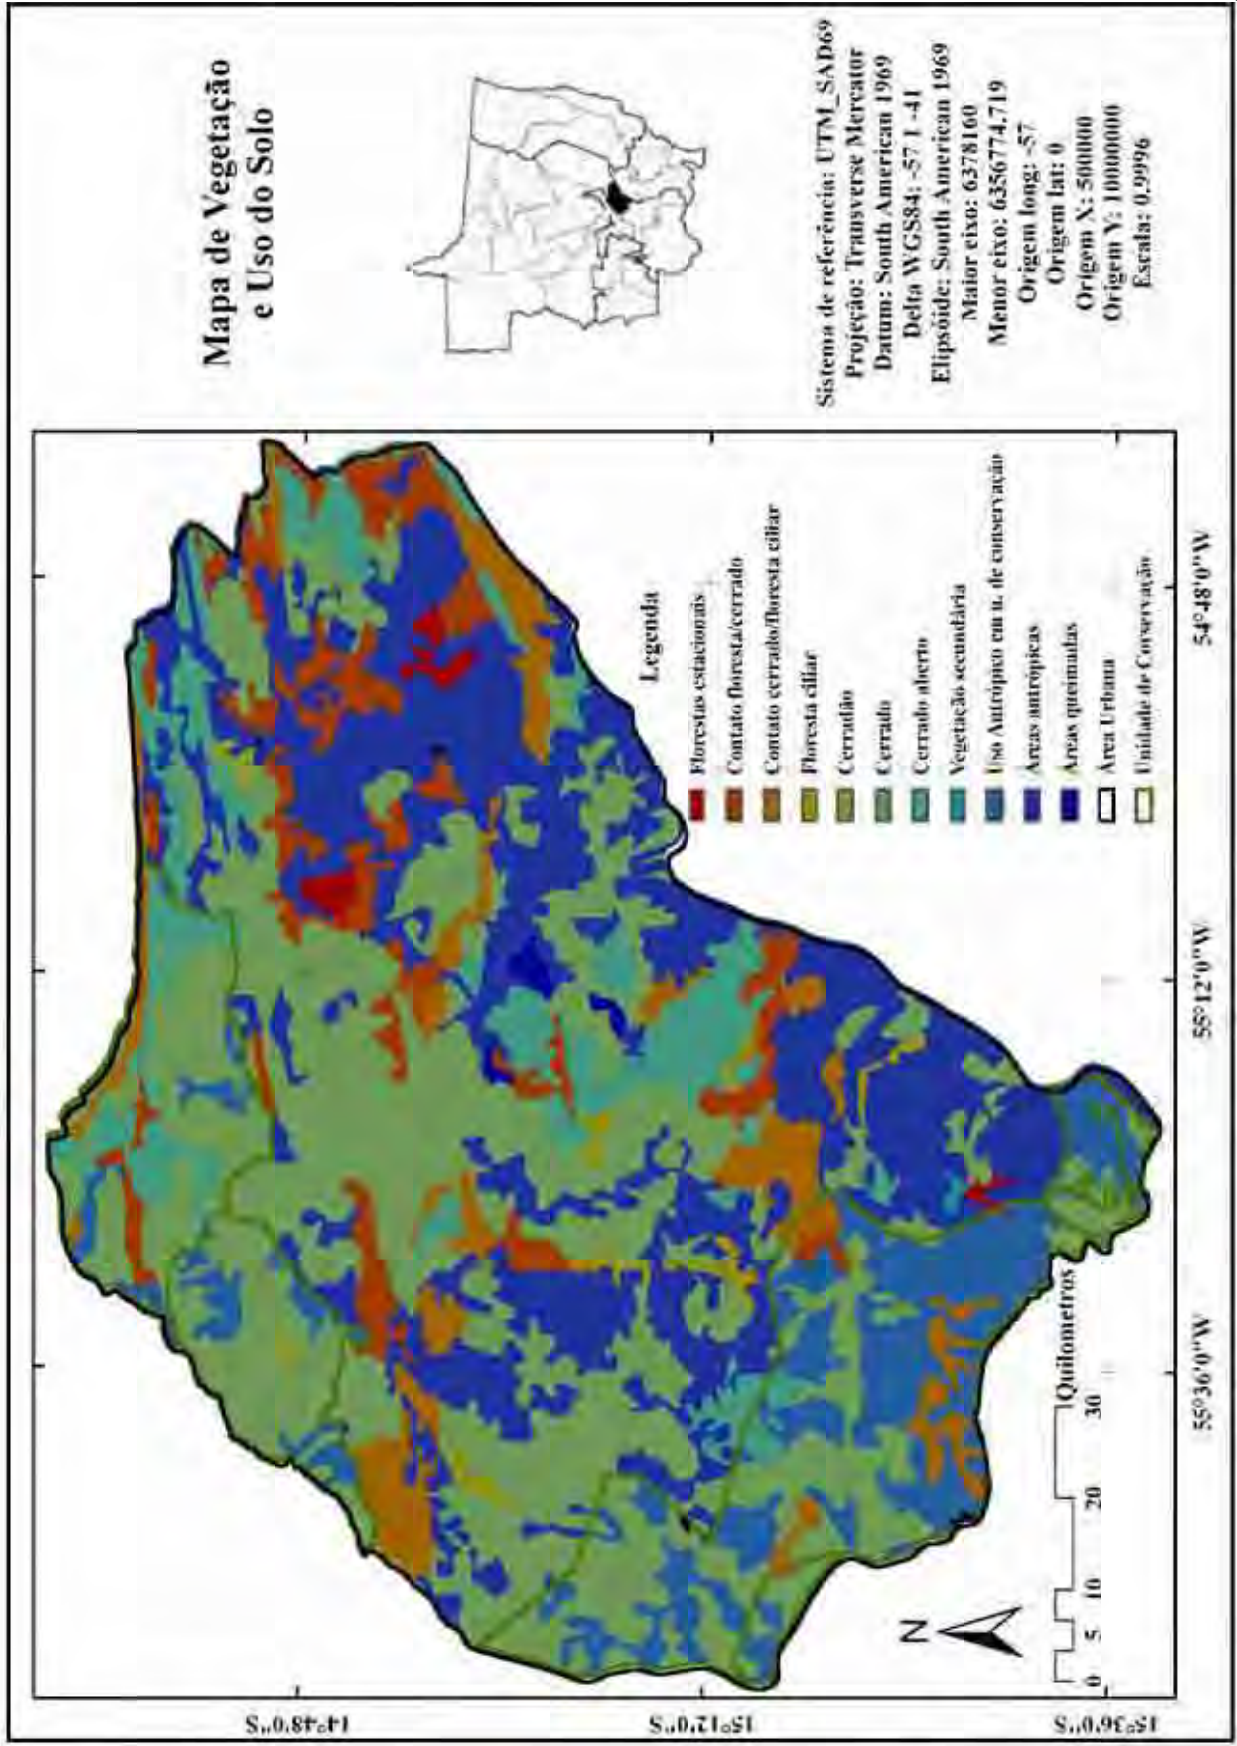 Mapa de Vegetação
e Uso do Solo
Sistema de referência: UTM_SAD69
Projeção: Transverse Mercator
Datum: South American 1969
Delta WGS84: -57 1 -41
Elipsóide: South American 1969
Maior eixo: 6378160
Menor eixo: 6356774,719
Origem long: -57
Origem lat: 0
Origem X: 500000
Origem Y: 10000000
Escala: 0,9996
Legenda
Florestas estacionais
Contato floresta/cerrado
Contato cerrado/floresta ciliar
Floresta ciliar
Cerradão
Cerrado
Cerrado aberto
Vegetação secundária
Uso Antrópico em u. de conservação
Áreas antrópicas
Áreas queimadas
Área Urbana
Unidade de Conservação
N
0 5 10 20 30
Quilometros
14°48'0"S
15°12'0"S
15°36'0"S
55°36'0"W
55°12'0"W
54°48'0"W